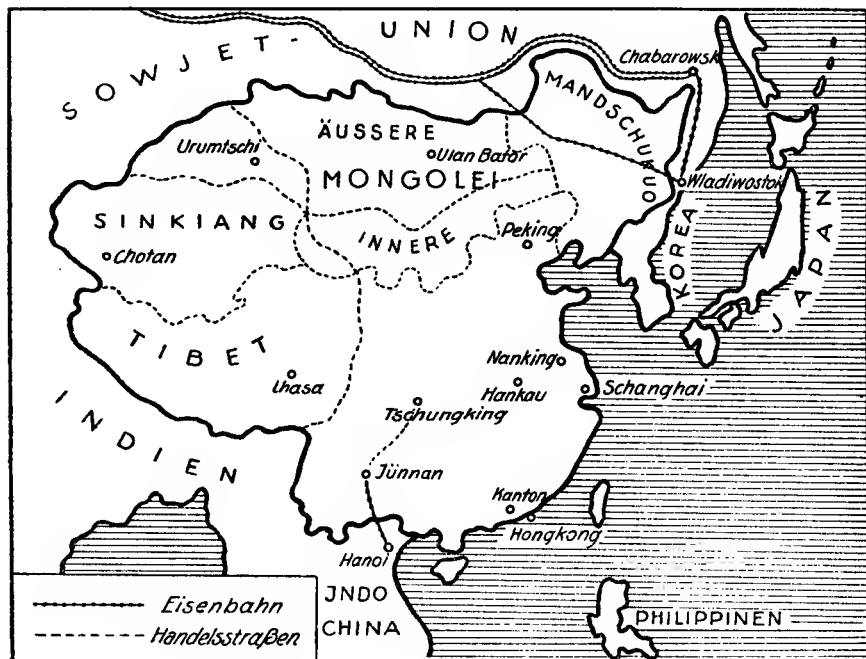 SOWJET-UNION
Chabarowsk
MANDSCHUKUO
ÄUSSERE
MONGOLEI
Urumtschi
Ulan Bator
Wladiwostok
SINKIANG
INNERE
Peking
KOREA
JAPAN
Chotan
TIBET
Lhasa
Nanking
Hankau
Schanghai
Tschungking
INDIEN
Jünnan
Kanton
Hongkong
Hanoi
JNDO
CHINA
PHILIPPINEN
Eisenbahn
Handelsstraßen